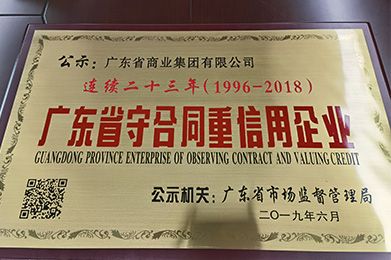 公示：广东省商业集团有限公司
连续二十三年(1996-2018)
广东省守合同重信用企业
GUANGDONG PROVINCE ENTERPRISE OF OBSERVING CONTRACT AND VALUING CREDIT
公示机关：广东省市场监督管理局
二〇一九年六月